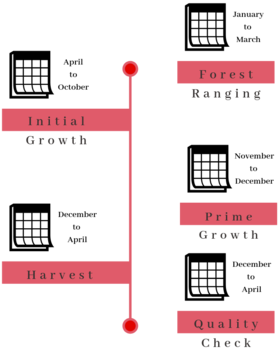 January
to
March
Forest
Ranging
April
to
October
Initial
Growth
November
to
December
Prime
Growth
December
to
April
Harvest
December
to
April
Quality
Check